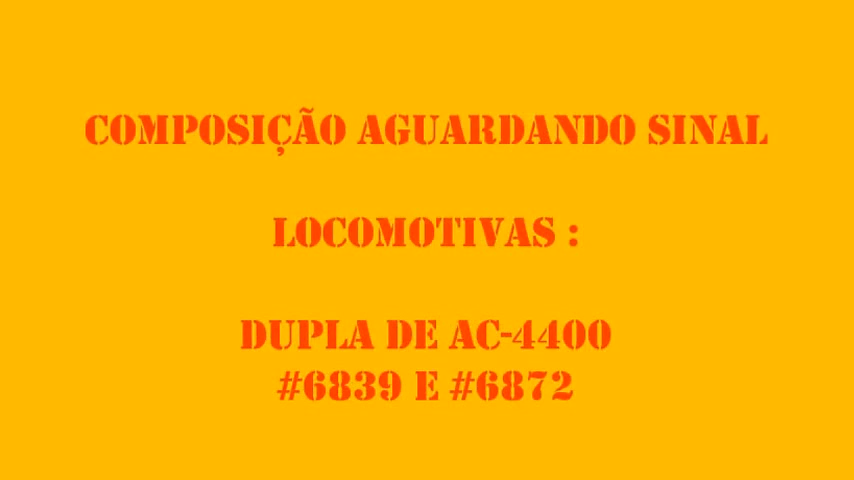 COMPOSIÇÃO AGUARDANDO SINAL
LOCOMOTIVAS :
DUPLA DE AC-4400
#6839 E #6872